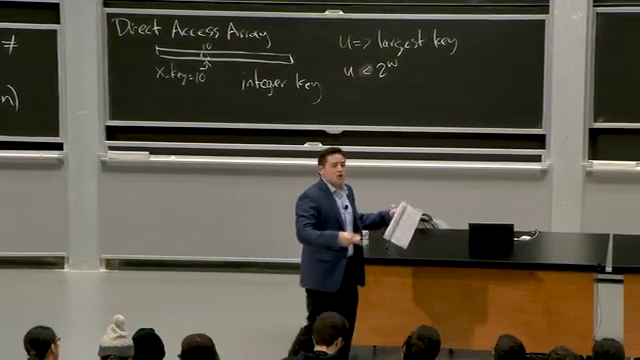 ≠
n)
Direct Access Array
10
x.key=10
integer key
u => largest key
u < 2^w